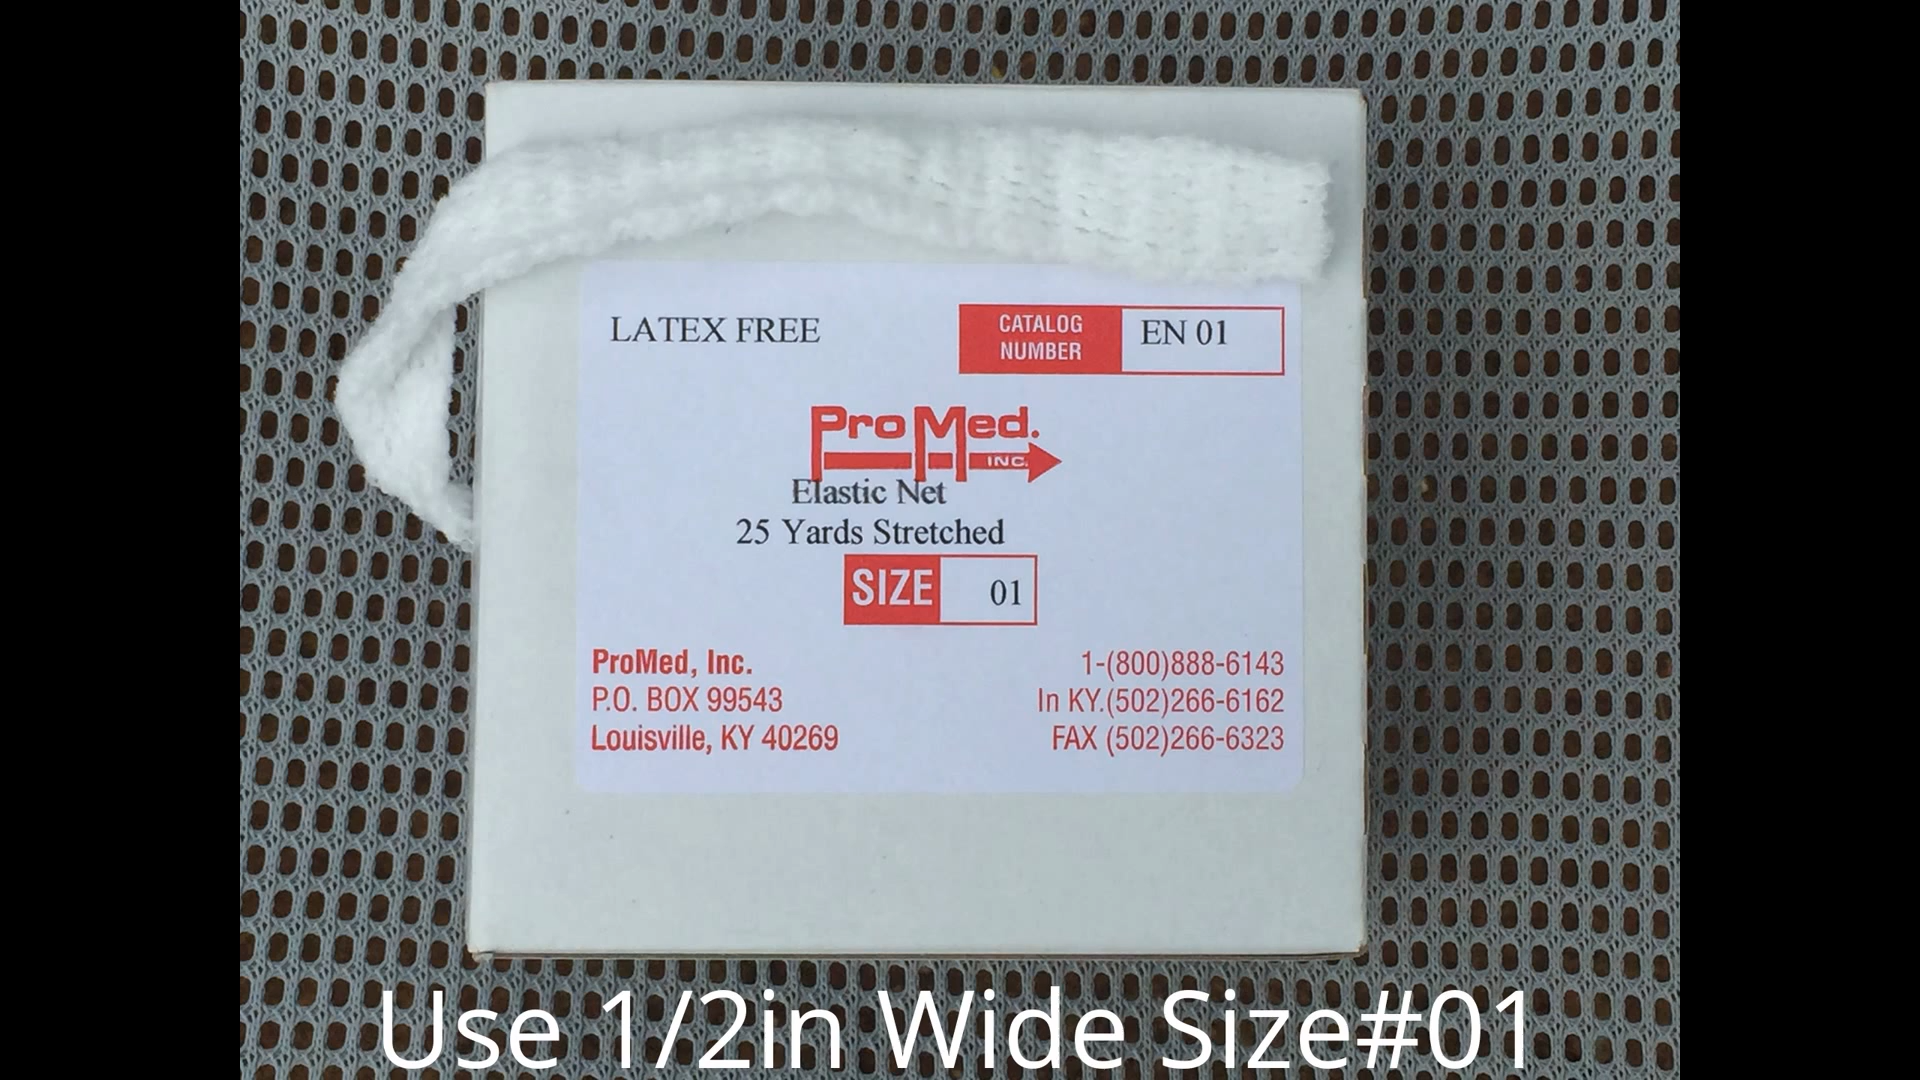 LATEX FREE
CATALOG
NUMBER
EN 01
ProMed.
INC.
Elastic Net
25 Yards Stretched
SIZE 01
ProMed, Inc.
P.O. BOX 99543
Louisville, KY 40269
1-(800)888-6143
In KY.(502)266-6162
FAX (502)266-6323
Use 1/2in Wide Size#01